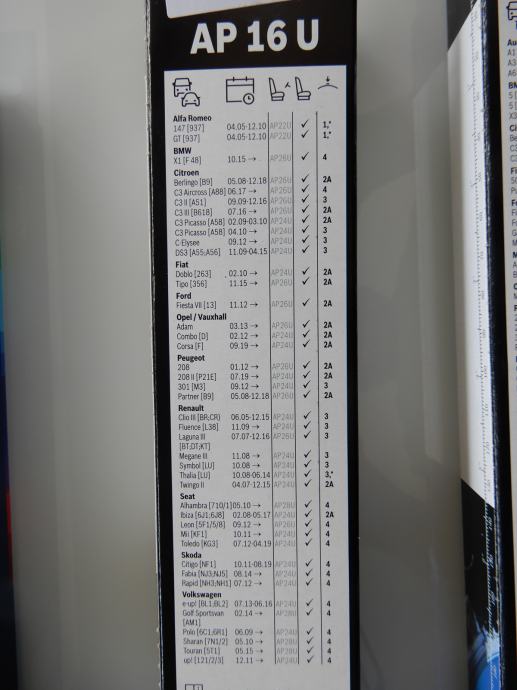 AP 16 U
Alfa Romeo
147 [937] 04.05-12.10 AP22U ✓ 1,*
GT [937] 04.05-12.10 AP22U ✓ 1,*
BMW
X1 [F 48] 10.15 → AP26U ✓ 4
Citroen
Berlingo [B9] 05.08-12.18 AP26U ✓ 2A
C3 Aircross [A88] 06.17 → AP26U ✓ 4
C3 II [A51] 09.09-12.16 AP26U ✓ 3
C3 III [B618] 07.16 → AP26U ✓ 2A
C3 Picasso [A58] 02.09-03.10 AP24U ✓ 2A
C3 Picasso [A58] 04.10 → AP24U ✓ 3
C-Elysee 09.12 → AP24U ✓ 3
DS3 [A55;A56] 11.09-04.15 AP24U ✓ 3
Fiat
Doblo [263] 02.10 → AP24U ✓ 2A
Tipo [356] 11.15 → AP26U ✓ 2A
Ford
Fiesta VII [13] 11.12 → AP26U ✓ 2A
Opel / Vauxhall
Adam 03.13 → AP26U ✓ 2A
Combo [D] 02.12 → AP24U ✓ 2A
Corsa [F] 09.19 → AP24U ✓ 2A
Peugeot
208 01.12 → AP26U ✓ 2A
208 II [P21E] 07.19 → AP24U ✓ 2A
301 [M3] 09.12 → AP24U ✓ 3
Partner [B9] 05.08-12.18 AP26U ✓ 2A
Renault
Clio III [BR;CR) 06.05-12.15 AP24U ✓ 3
Fluence [L38] 11.09 → AP24U ✓ 3
Laguna III 07.07-12.16 AP26U ✓ 3
[BT;DT;KT]
Megane III 11.08 → AP24U ✓ 3
Symbol [LU] 10.08 → AP24U ✓ 3
Thalia [LU] 10.08-06.14 AP24U ✓ 3,*
Twingo II 04.07-12.15 AP24U ✓ 2A
Seat
Alhambra [710/1] 05.10 → AP28U ✓ 4
Ibiza [6J1;6J8] 02.08-05.17 AP24U ✓ 2A
Leon [5F1/5/8] 09.12 → AP26U ✓ 4
Mii [KF1] 10.11 → AP24U ✓ 4
Toledo [KG3] 07.12-04.19 AP24U ✓ 4
Skoda
Citigo [NF1] 10.11-08.19 AP24U ✓ 4
Fabia [NJ3;NJ5] 08.14 → AP24U ✓ 4
Rapid [NH3;NH1] 07.12 → AP24U ✓ 4
Volkswagen
e-up! [BL1;BL2] 07.13-06.16 AP24U ✓ 4
Golf Sportsvan 02.14 → AP28U ✓ 4
[AM1]
Polo [6C1;6R1] 06.09 → AP24U ✓ 4
Sharan [7N1/2] 05.10 → AP28U ✓ 4
Touran [5T1] 05.15 → AP28U ✓ 4
up! [121/2/3] 12.11 → AP24U ✓ 4